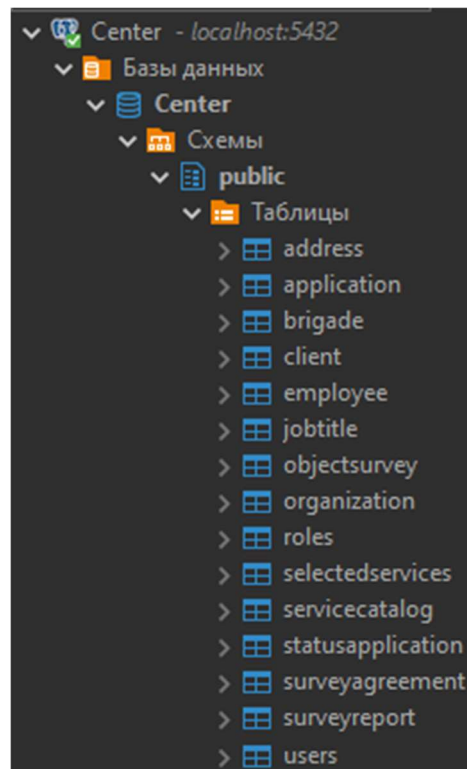 Center - localhost:5432
Базы данных
Center
Схемы
public
Таблицы
address
application
brigade
client
employee
jobtitle
objectsurvey
organization
roles
selectedservices
servicecatalog
statusapplication
surveyagreement
surveyreport
users